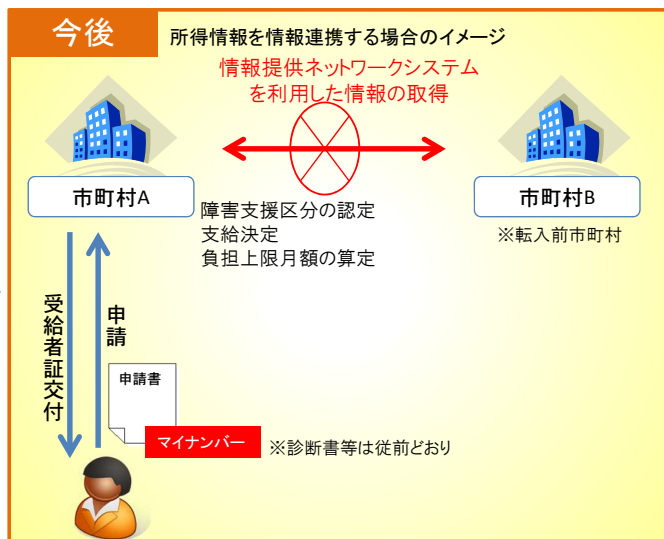 今後
所得情報を情報連携する場合のイメージ
情報提供ネットワークシステム
を利用した情報の取得
市町村A
市町村B
障害支援区分の認定
支給決定
負担上限月額の算定
※転入前市町村
受給者証交付
申請
申請書
マイナンバー
※診断書等は従前どおり